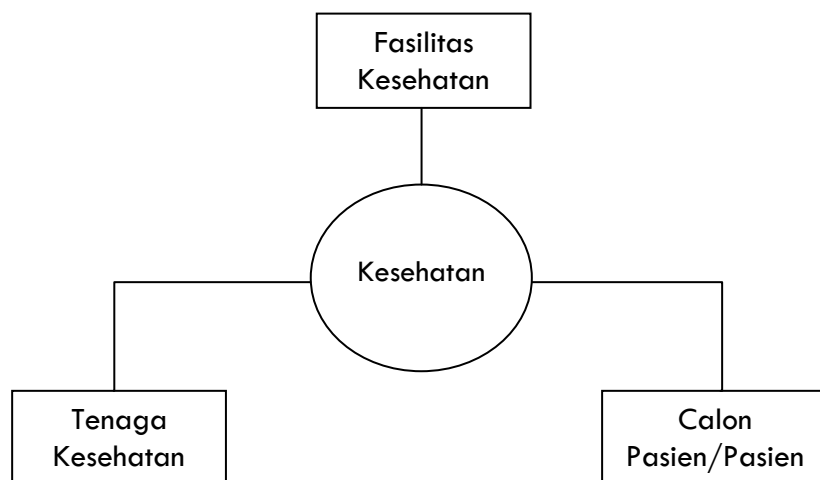 Fasilitas
Kesehatan
Kesehatan
Tenaga
Kesehatan
Calon
Pasien/Pasien